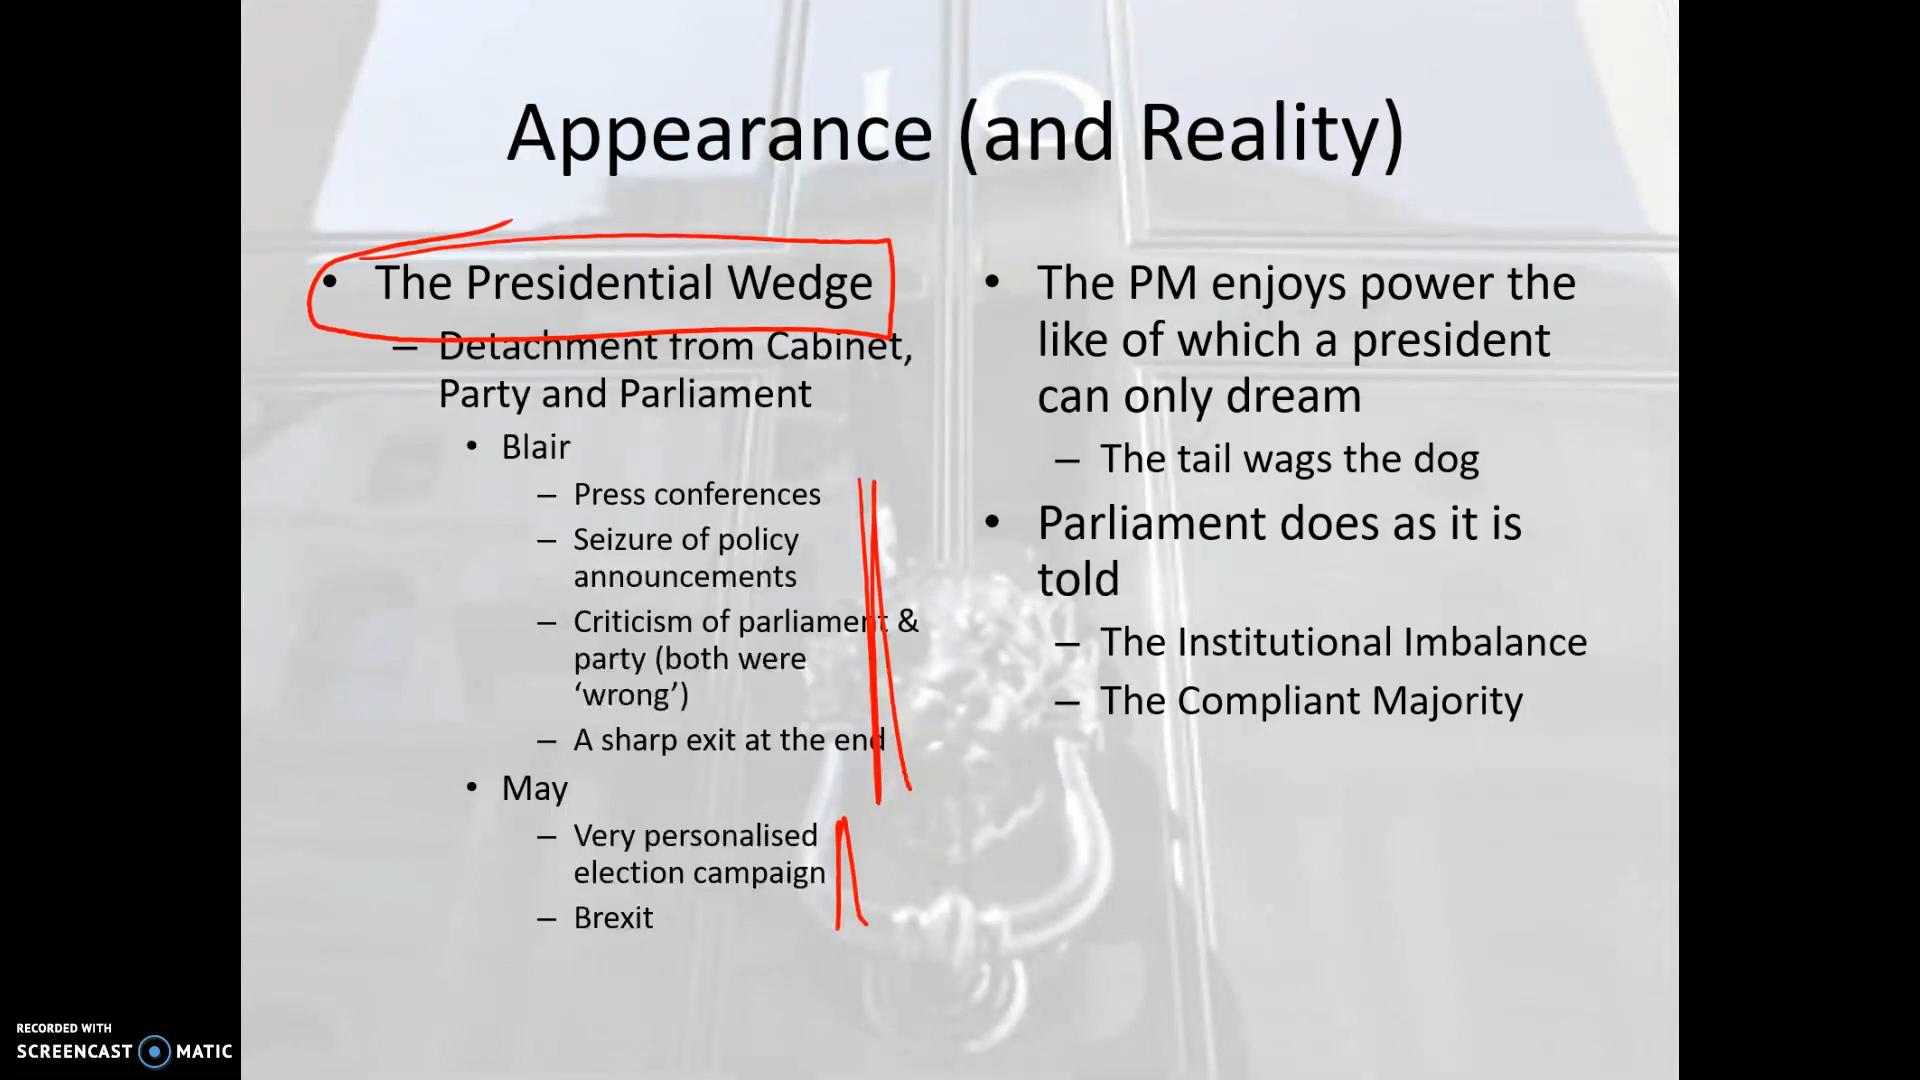 10
Appearance (and Reality)
• The Presidential Wedge
– Detachment from Cabinet,
Party and Parliament
• Blair
– Press conferences
– Seizure of policy
announcements
– Criticism of parliament &
party (both were
‘wrong’)
– A sharp exit at the end
• May
– Very personalised
election campaign
– Brexit
• The PM enjoys power the
like of which a president
can only dream
– The tail wags the dog
• Parliament does as it is
told
– The Institutional Imbalance
– The Compliant Majority
RECORDED WITH
SCREENCAST MATIC